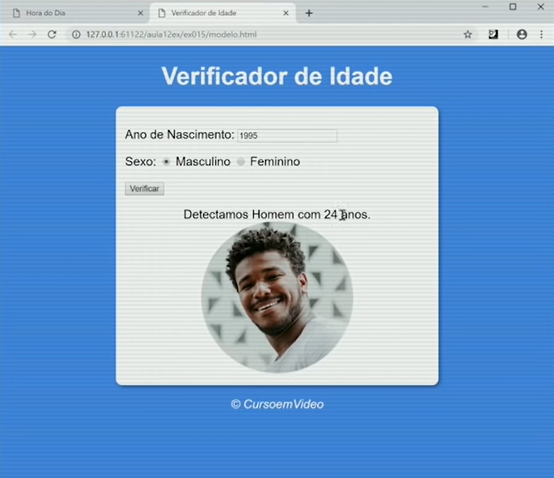 Hora do Dia
Verificador de Idade
127.0.0.1:61122/aula12ex/ex015/modelo.html
Verificador de Idade
Ano de Nascimento: 1995
Sexo: Masculino Feminino
Verificar
Detectamos Homem com 24 anos.
© CursoemVideo